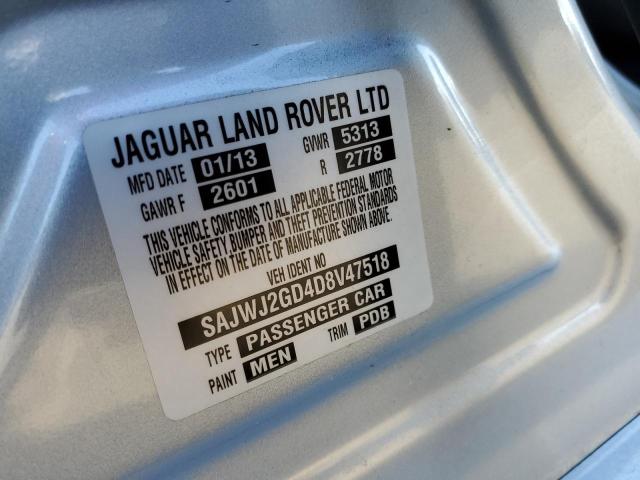 JAGUAR LAND ROVER LTD
MFD DATE 01/13 GVWR 5313
GAWR F 2601 R 2778
THIS VEHICLE CONFORMS TO ALL APPLICABLE FEDERAL MOTOR
VEHICLE SAFETY BUMPER AND THEFT PREVENTION STANDARDS
IN EFFECT ON THE DATE OF MANUFACTURE SHOWN ABOVE.
VEH IDENT NO
SAJWJ2GD4D8V47518
TYPE PASSENGER CAR
PAINT MEN TRIM PDB